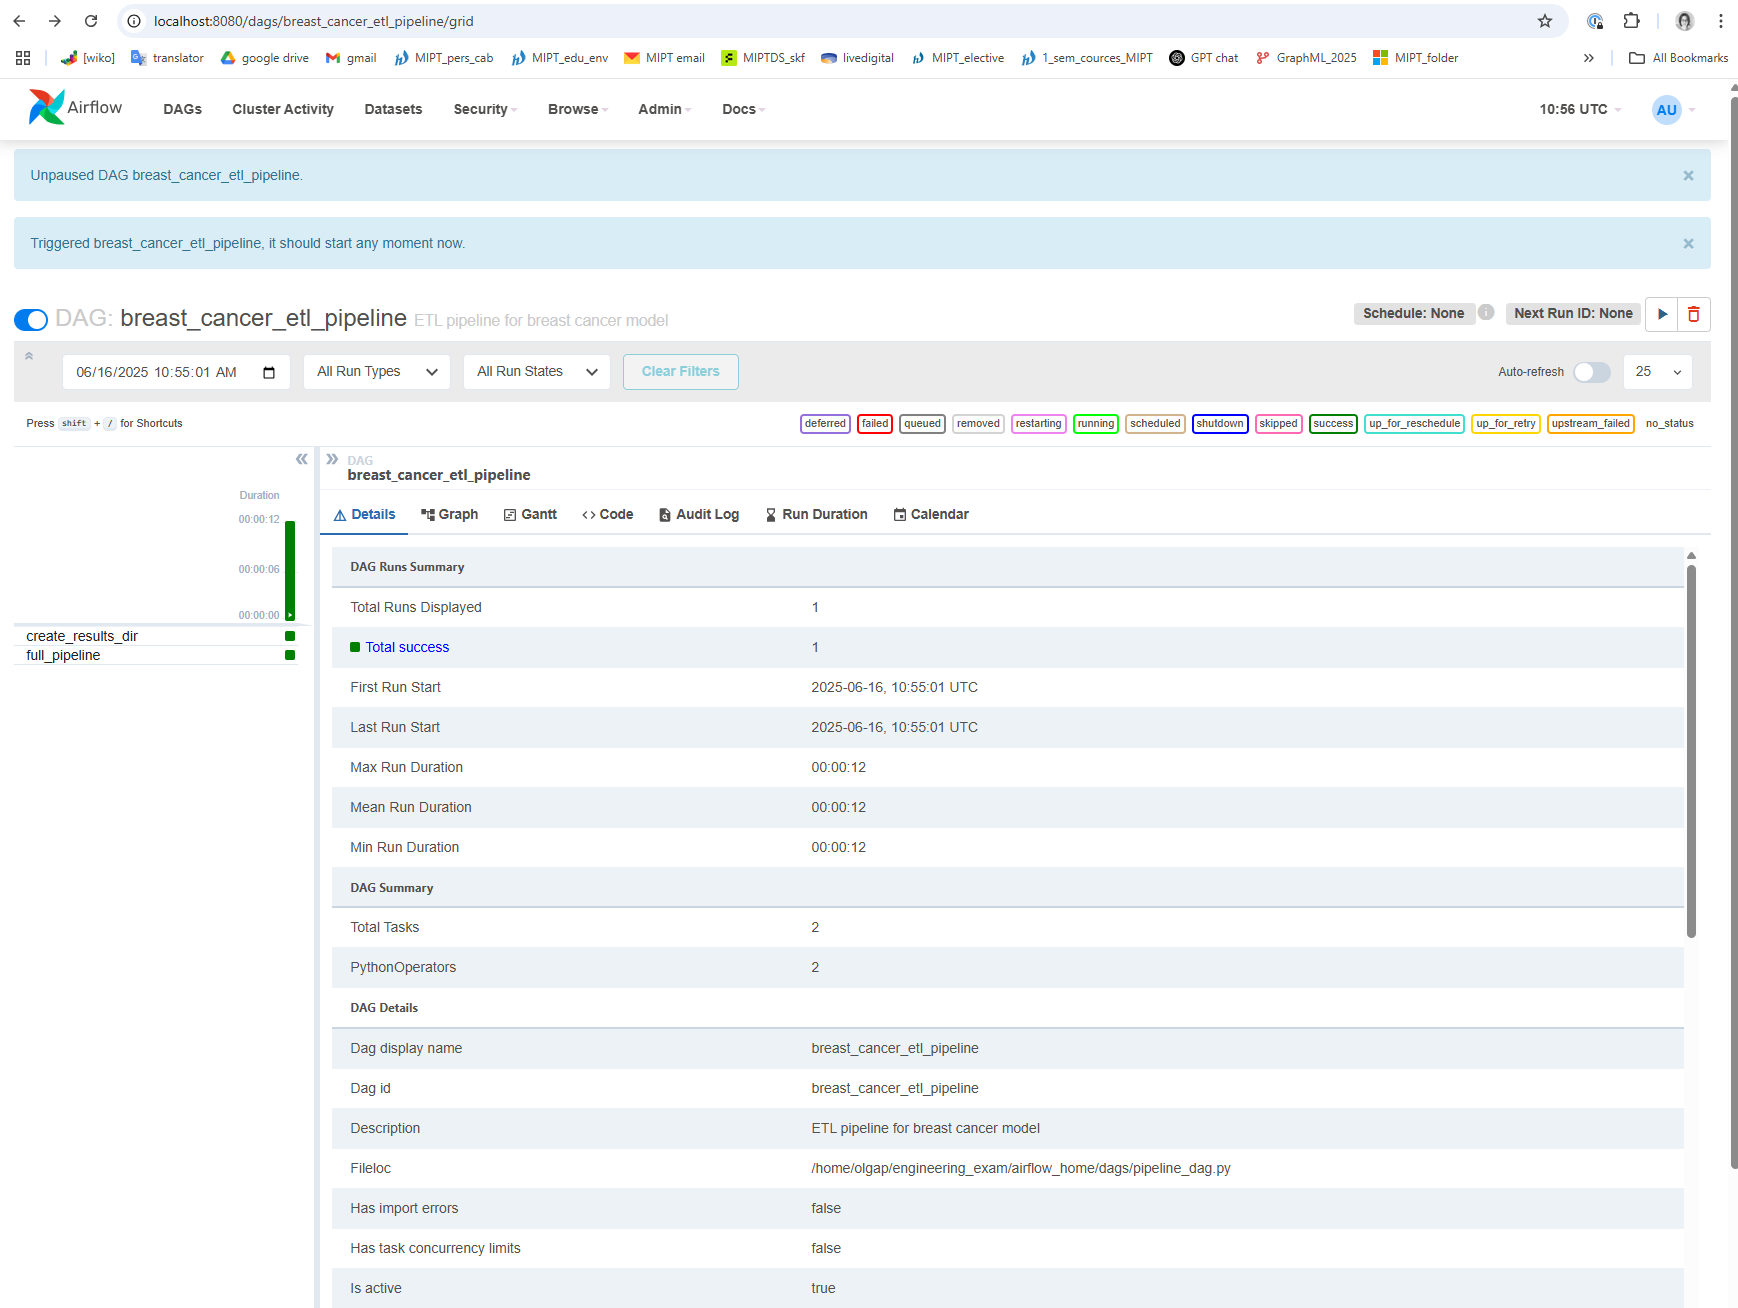 localhost:8080/dags/breast_cancer_etl_pipeline/grid
[wiko] translator google drive gmail MIPT_pers_cab MIPT_edu_env MIPT email MIPTDS_skf livedigital MIPT_elective 1_sem_cources_MIPT GPT chat GraphML_2025 MIPT_folder » All Bookmarks
Airflow DAGs Cluster Activity Datasets Security Browse Admin Docs 10:56 UTC AU
Unpaused DAG breast_cancer_etl_pipeline. ×
Triggered breast_cancer_etl_pipeline, it should start any moment now. ×
DAG: breast_cancer_etl_pipeline ETL pipeline for breast cancer model Schedule: None i Next Run ID: None
06/16/2025 10:55:01 AM All Run Types All Run States Clear Filters Auto-refresh 25
Press shift + / for Shortcuts deferred failed queued removed restarting running scheduled shutdown skipped success up_for_reschedule up_for_retry upstream_failed no_status
DAG
breast_cancer_etl_pipeline
Duration
00:00:12
00:00:06
00:00:00
create_results_dir
full_pipeline
Details Graph Gantt Code Audit Log Run Duration Calendar
DAG Runs Summary
Total Runs Displayed 1
Total success 1
First Run Start 2025-06-16, 10:55:01 UTC
Last Run Start 2025-06-16, 10:55:01 UTC
Max Run Duration 00:00:12
Mean Run Duration 00:00:12
Min Run Duration 00:00:12
DAG Summary
Total Tasks 2
PythonOperators 2
DAG Details
Dag display name breast_cancer_etl_pipeline
Dag id breast_cancer_etl_pipeline
Description ETL pipeline for breast cancer model
Fileloc /home/olgap/engineering_exam/airflow_home/dags/pipeline_dag.py
Has import errors false
Has task concurrency limits false
Is active true